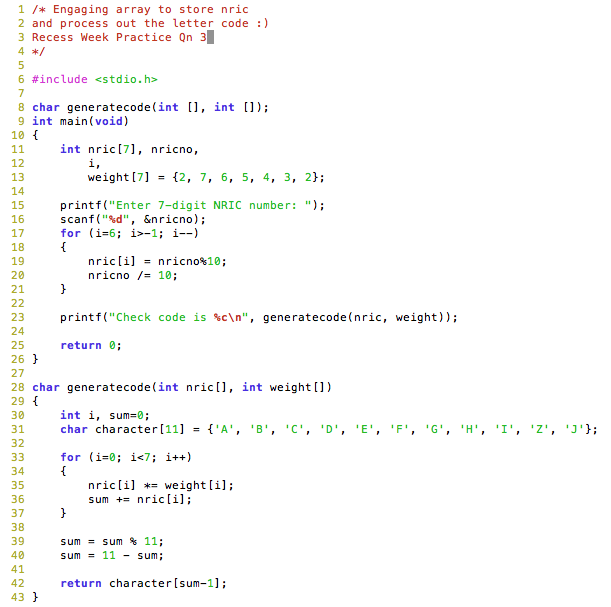 1 /* Engaging array to store nric
2 and process out the letter code :)
3 Recess Week Practice Qn 3
4 */
5
6 #include <stdio.h>
7
8 char generatecode(int [], int []);
9 int main(void)
10 {
11     int nric[7], nricno,
12         i,
13         weight[7] = {2, 7, 6, 5, 4, 3, 2};
14
15     printf("Enter 7-digit NRIC number: ");
16     scanf("%d", &nricno);
17     for (i=6; i>-1; i--)
18     {
19         nric[i] = nricno%10;
20         nricno /= 10;
21     }
22
23     printf("Check code is %c\n", generatecode(nric, weight));
24
25     return 0;
26 }
27
28 char generatecode(int nric[], int weight[])
29 {
30     int i, sum=0;
31     char character[11] = {'A', 'B', 'C', 'D', 'E', 'F', 'G', 'H', 'I', 'Z', 'J'};
32
33     for (i=0; i<7; i++)
34     {
35         nric[i] *= weight[i];
36         sum += nric[i];
37     }
38
39     sum = sum % 11;
40     sum = 11 - sum;
41
42     return character[sum-1];
43 }